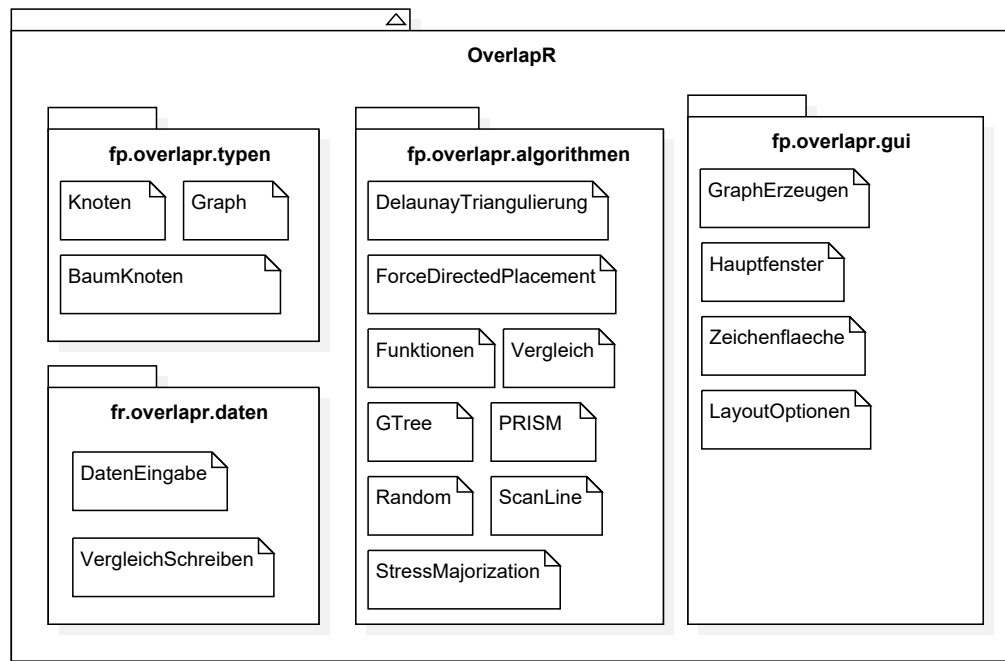 OverlapR
fp.overlapr.typen
Knoten
Graph
BaumKnoten
fr.overlapr.daten
DatenEingabe
VergleichSchreiben
fp.overlapr.algorithmen
DelaunayTriangulierung
ForceDirectedPlacement
Funktionen
Vergleich
GTree
PRISM
Random
ScanLine
StressMajorization
fp.overlapr.gui
GraphErzeugen
Hauptfenster
Zeichenflaeche
LayoutOptionen